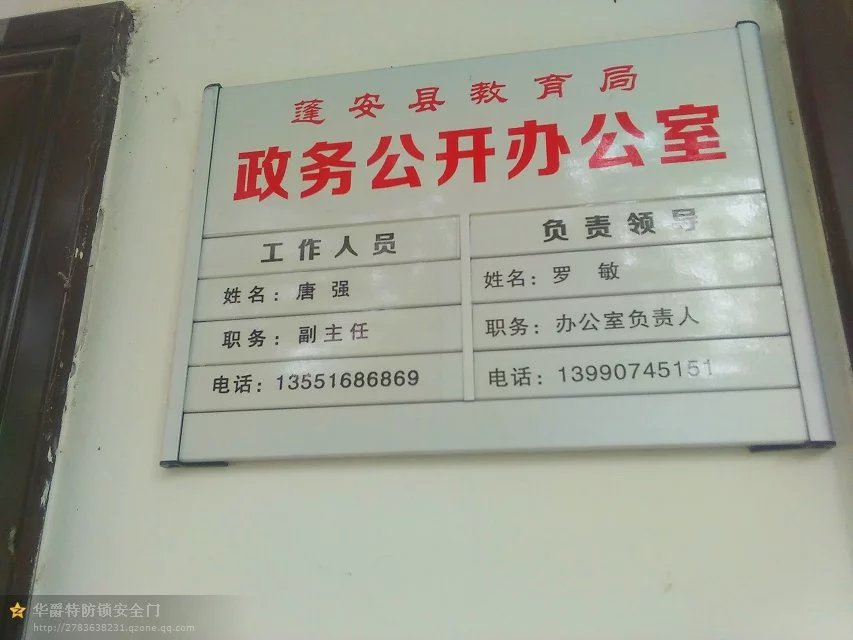 蓬安县教育局
政务公开办公室
工作人员
姓名：唐强
职务：副主任
电话：13551686869
负责领导
姓名：罗敏
职务：办公室负责人
电话：13990745151
华爵特防锁安全门
http://2783638231.qzone.qq.com